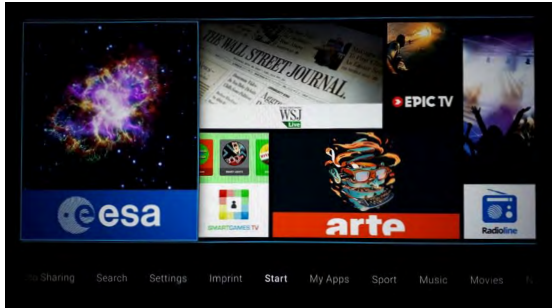 THE WALL STREET JOURNAL.
WSJ
Live
EPIC TV
esa
SMARTGAMES TV
arte
Radioline
Sharing
Search
Settings
Imprint
Start
My Apps
Sport
Music
Movies